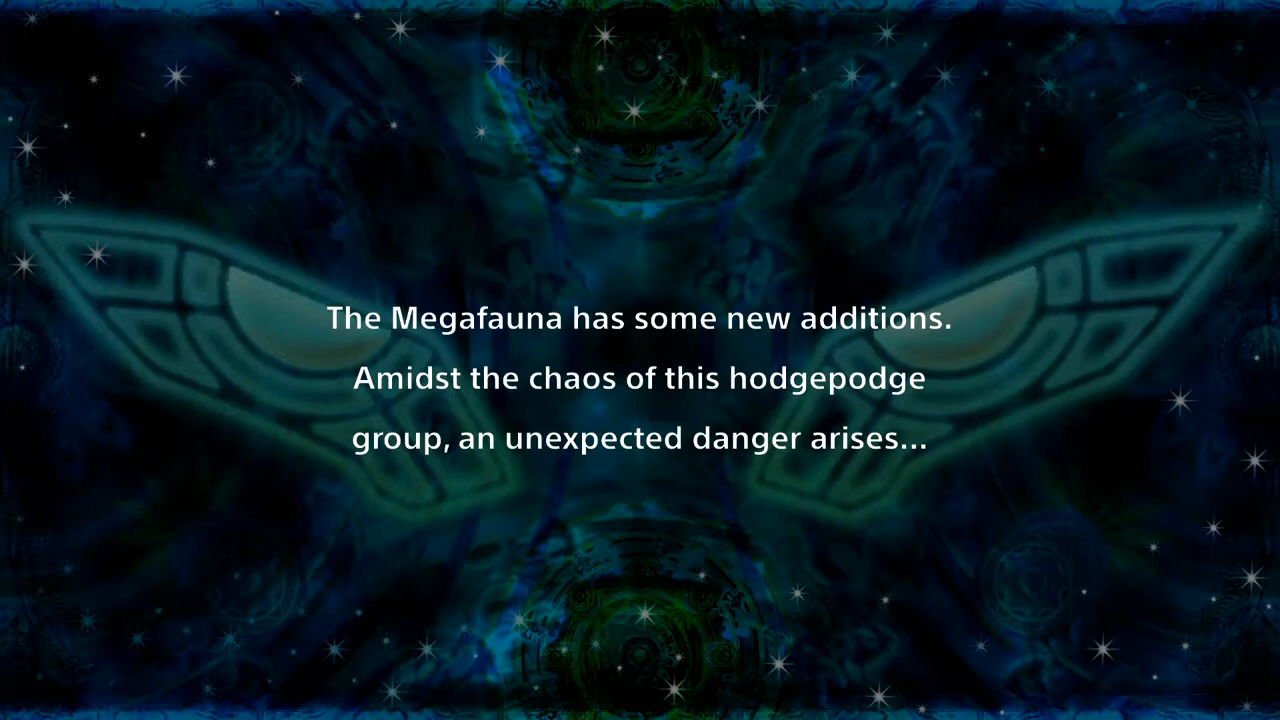 The Megafauna has some new additions.
Amidst the chaos of this hodgepodge
group, an unexpected danger arises...